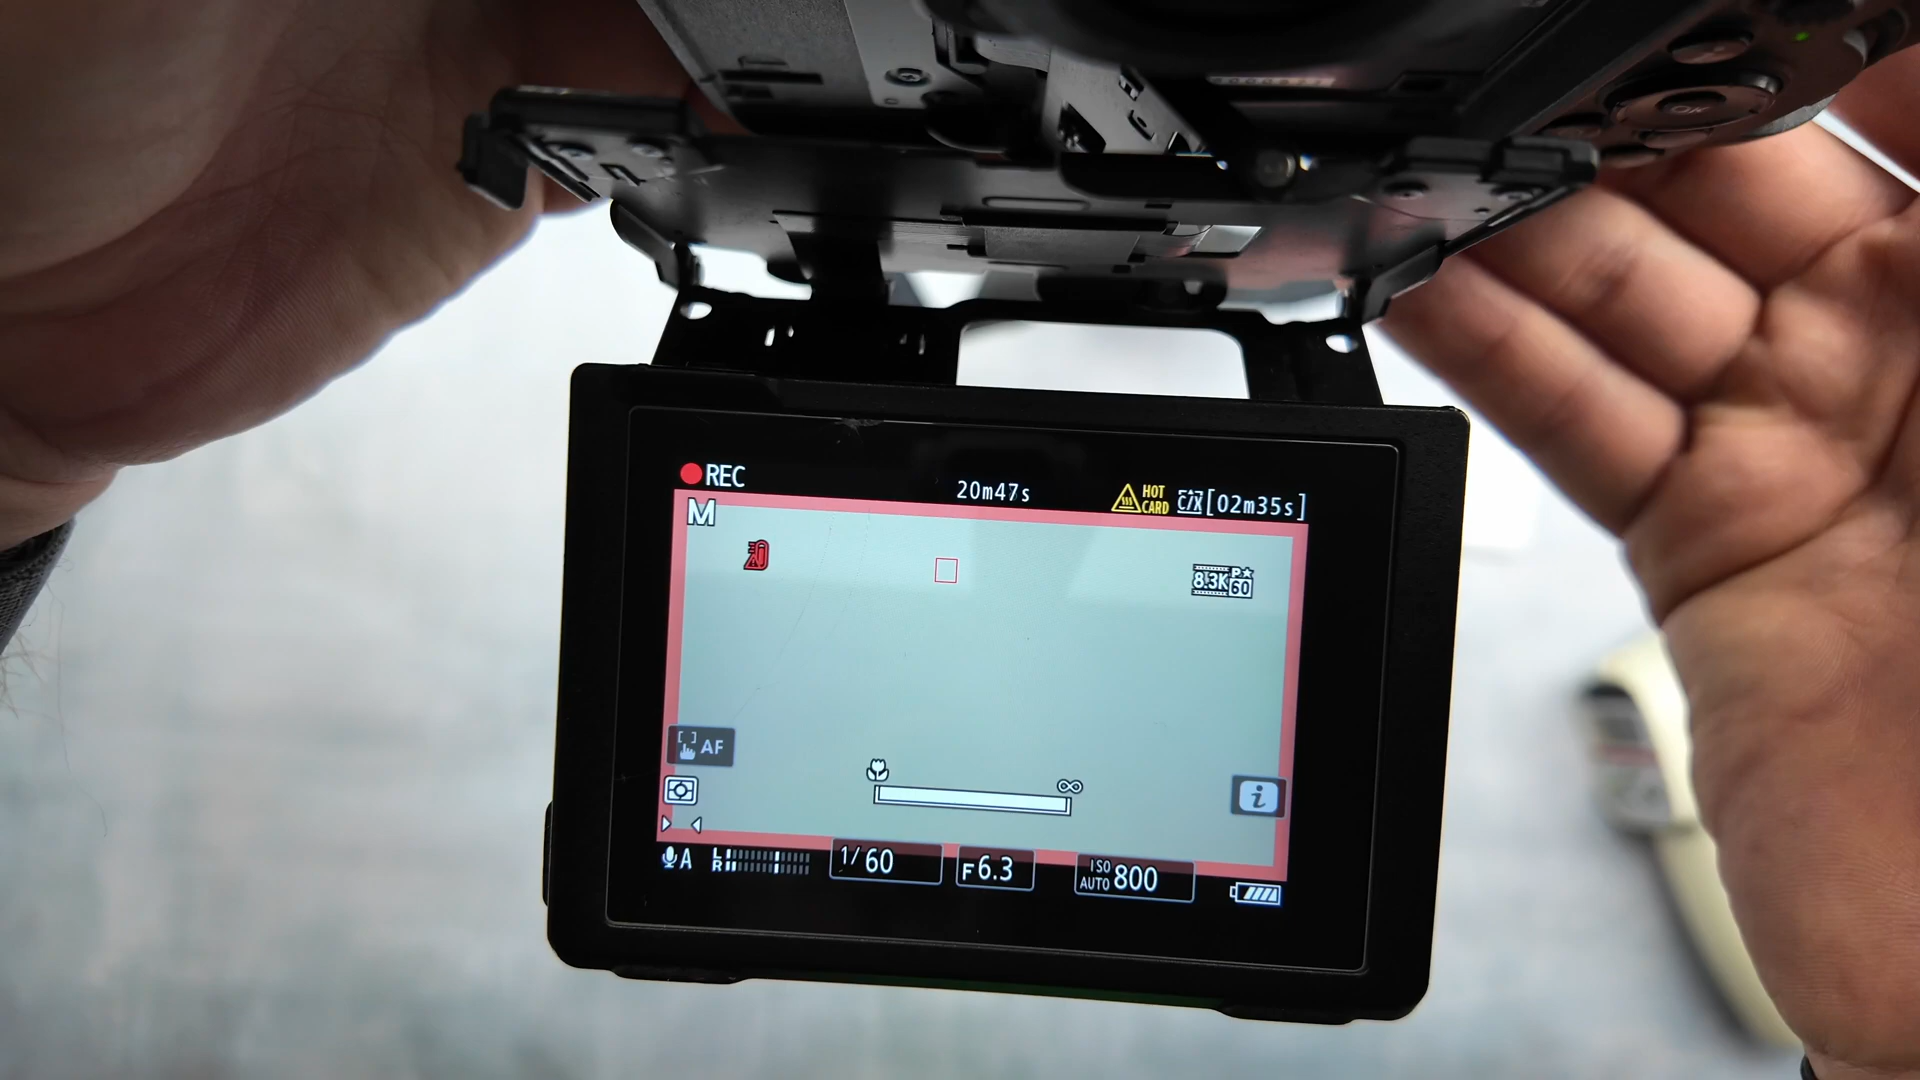 OK
REC
20m47s
HOT
CARD
C/X[02m35s]
M
8.3K P★
60
AF
∞
i
A
L
R
1/60
F6.3
ISO
AUTO 800